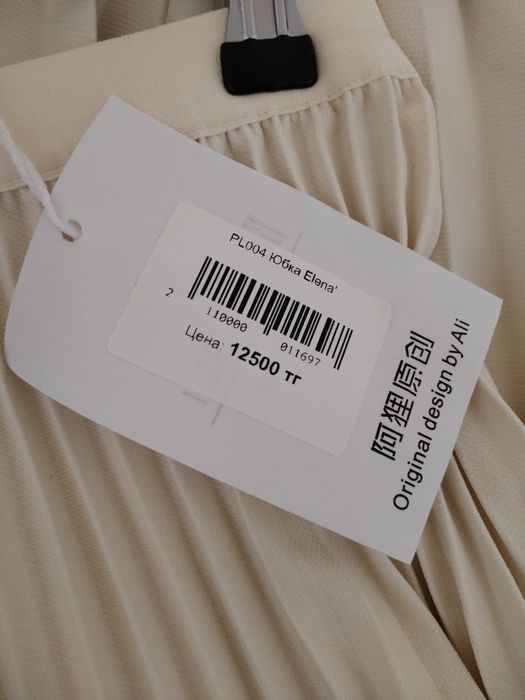 PL004 Юбка Elena'
2 110000 011697
Цена: 12500 тг
阿狸原创
Original design by Ali